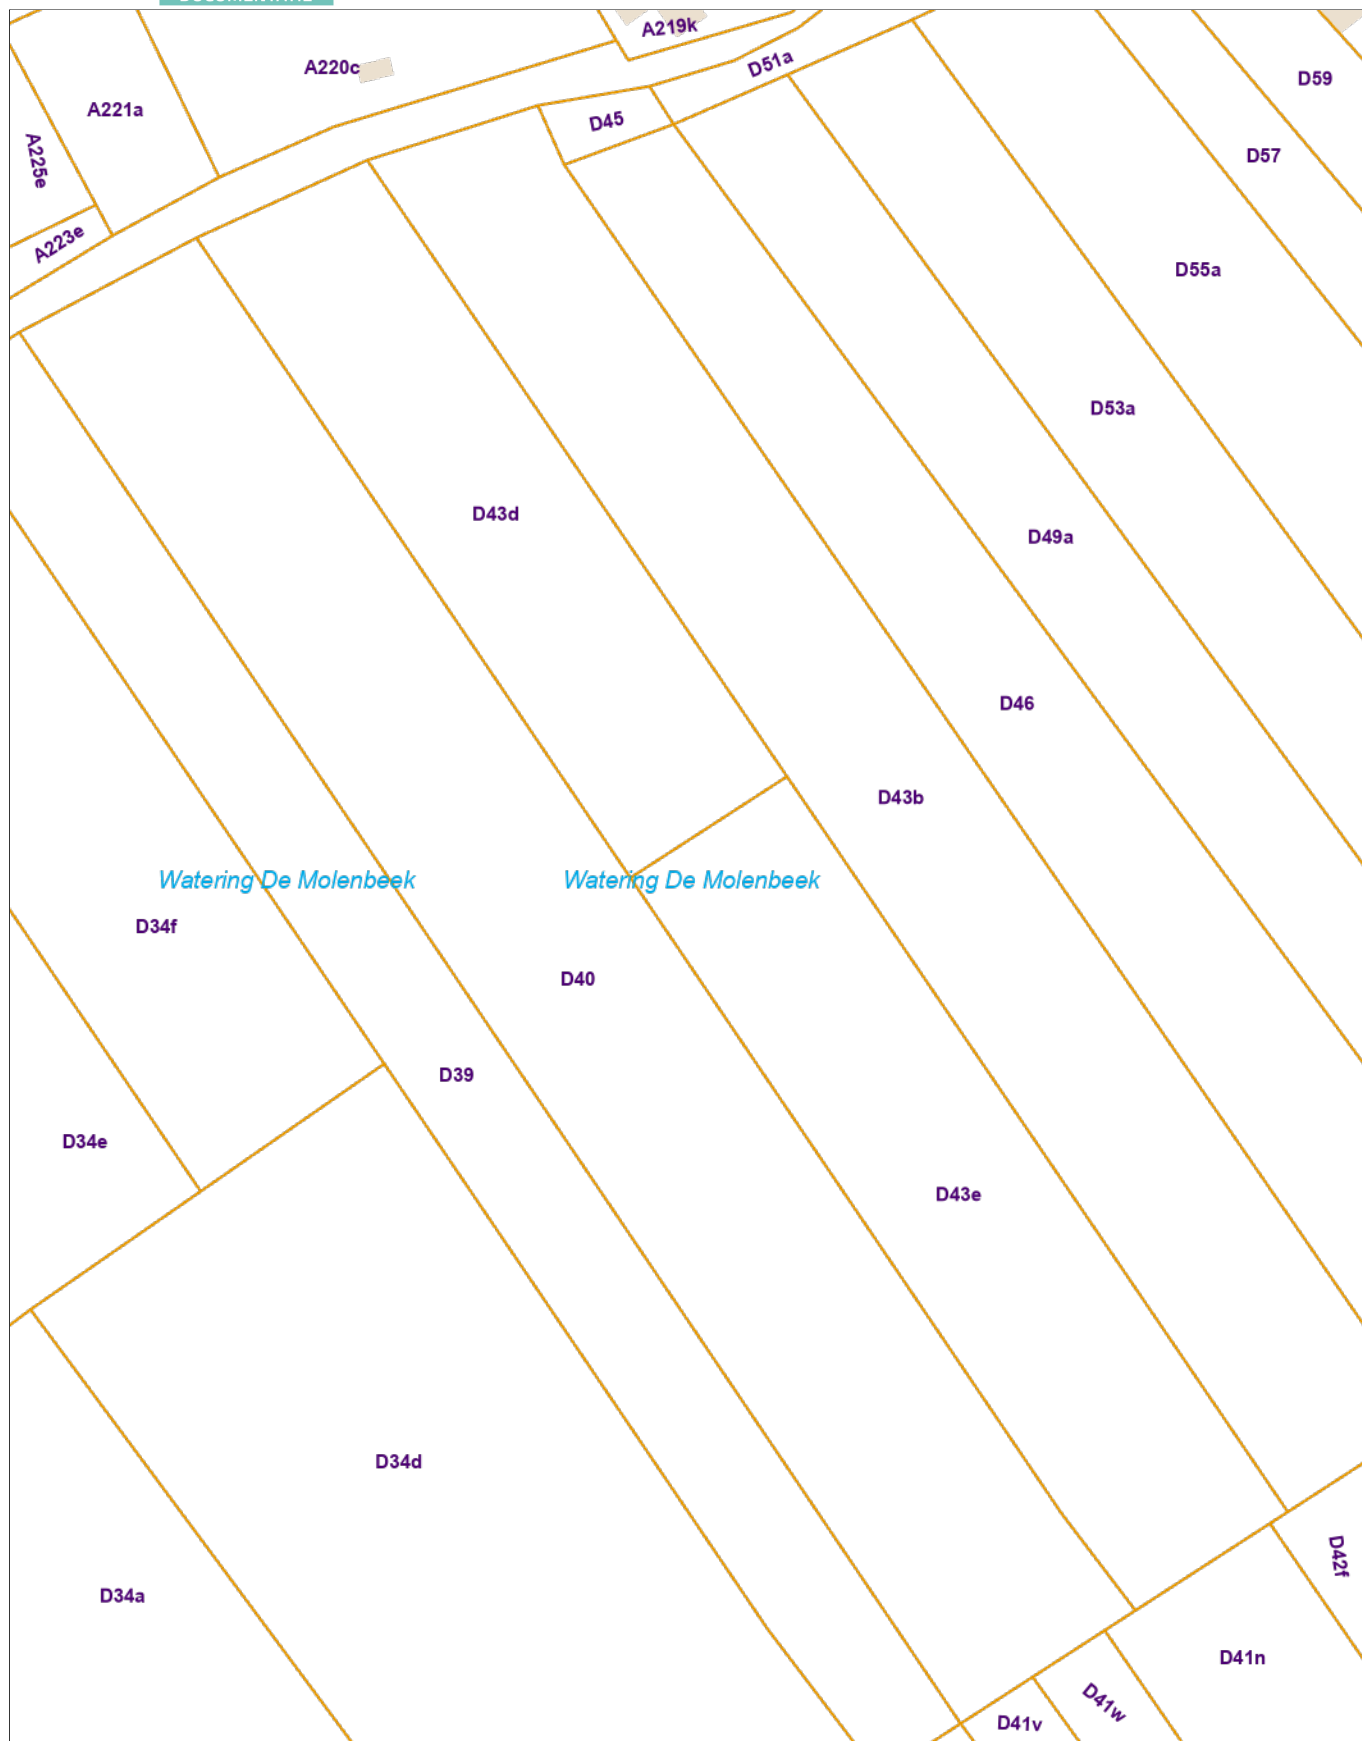 A219k
D51a
A220c
D59
A221a
D45
A225e
D57
A223e
D55a
D53a
D43d
D49a
D46
D43b
Watering De Molenbeek
Watering De Molenbeek
D34f
D40
D39
D34e
D43e
D34d
D42f
D34a
D41n
D41w
D41v